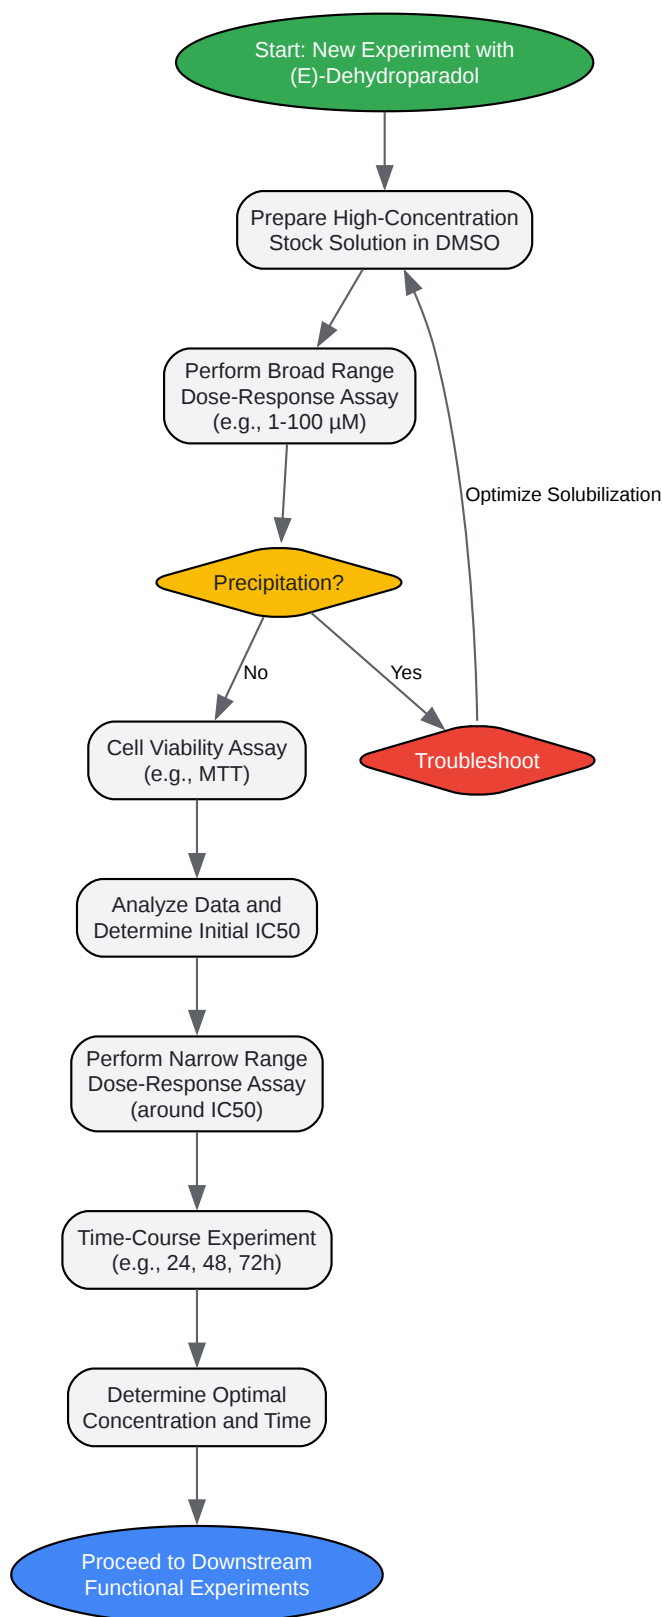 Start: New Experiment with
(E)-Dehydroparadol
Prepare High-Concentration
Stock Solution in DMSO
Perform Broad Range
Dose-Response Assay
(e.g., 1-100 µM)
Optimize Solubilization
Precipitation?
No
Yes
Cell Viability Assay
(e.g., MTT)
Troubleshoot
Analyze Data and
Determine Initial IC50
Perform Narrow Range
Dose-Response Assay
(around IC50)
Time-Course Experiment
(e.g., 24, 48, 72h)
Determine Optimal
Concentration and Time
Proceed to Downstream
Functional Experiments